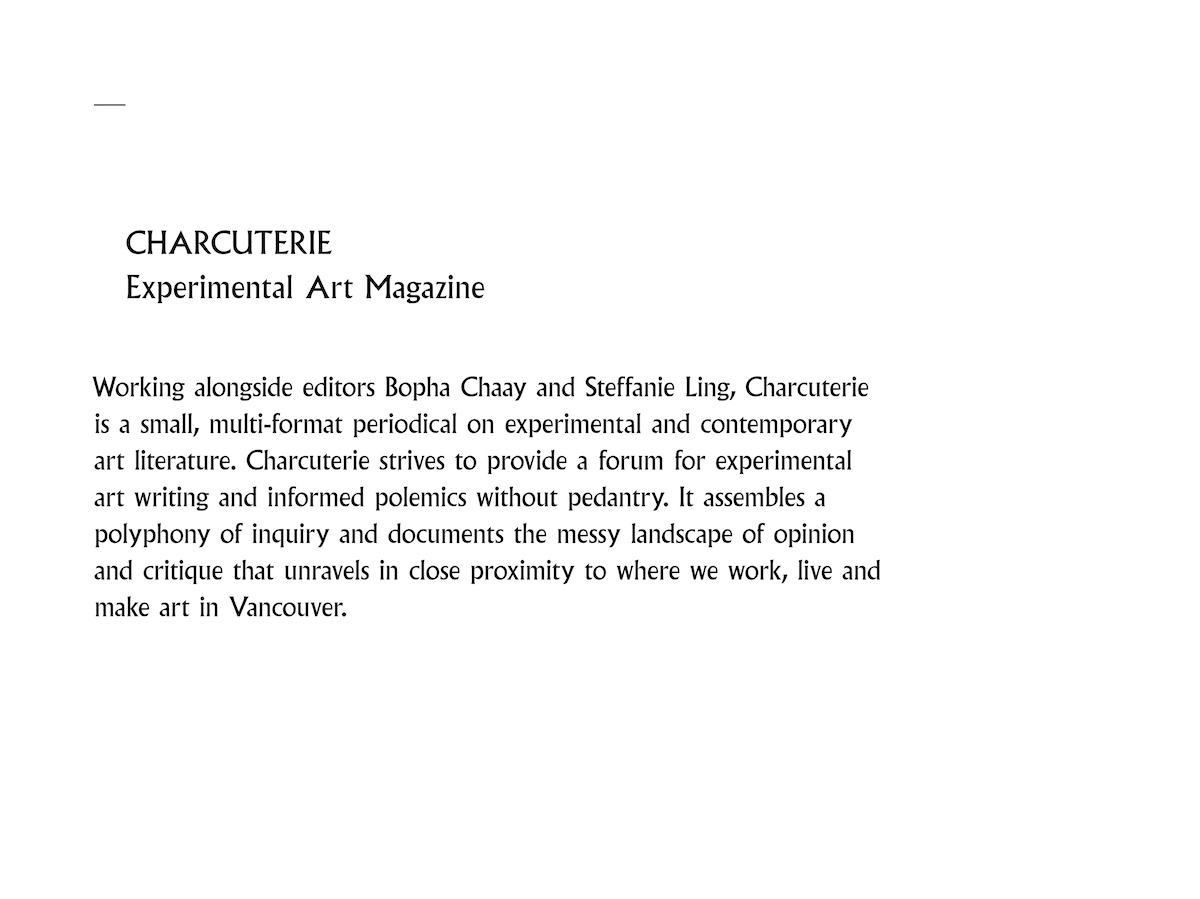 CHARCUTERIE
Experimental Art Magazine
Working alongside editors Bopha Chaay and Steffanie Ling, Charcuterie
is a small, multi-format periodical on experimental and contemporary
art literature. Charcuterie strives to provide a forum for experimental
art writing and informed polemics without pedantry. It assembles a
polyphony of inquiry and documents the messy landscape of opinion
and critique that unravels in close proximity to where we work, live and
make art in Vancouver.